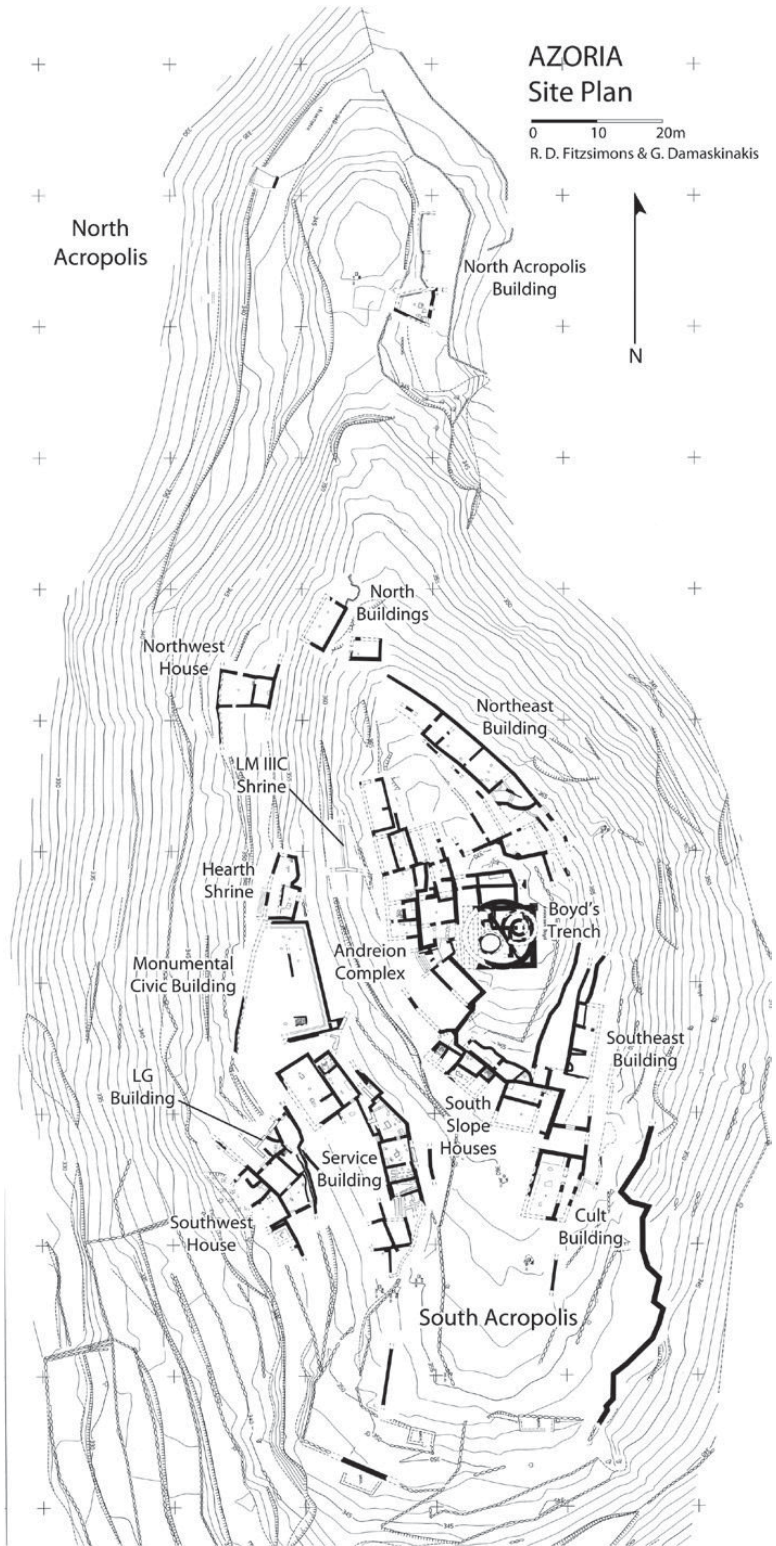 AZORIA
Site Plan
0 10 20m
R. D. Fitzsimons & G. Damaskinakis
North
Acropolis
North Acropolis
Building
N
North
Buildings
Northwest
House
Northeast
Building
LM IIIC
Shrine
Hearth
Shrine
Boyd's
Trench
Andreion
Complex
Monumental
Civic Building
Southeast
Building
LG
Building
South
Slope
Houses
Service
Building
Southwest
House
Cult
Building
South Acropolis